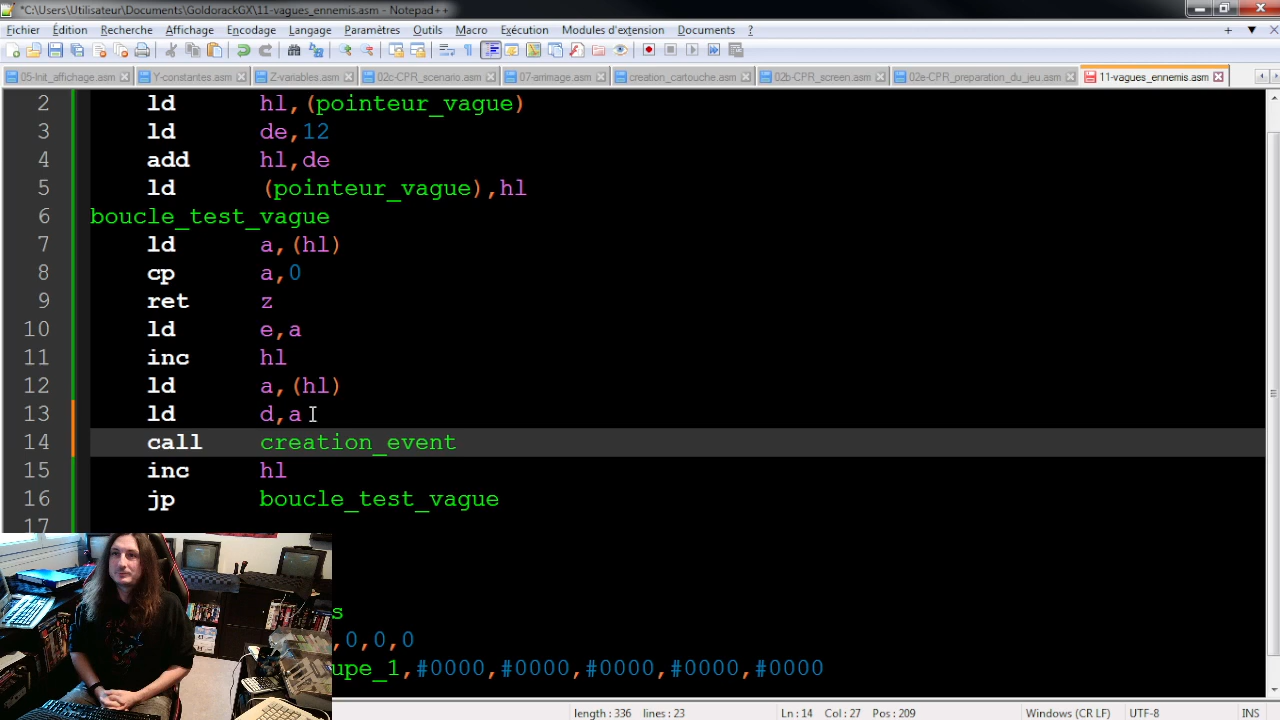 *C:\Users\Utilisateur\Documents\GoldorackGX\11-vagues_ennemis.asm - Notepad++
Fichier Édition Recherche Affichage Encodage Langage Paramètres Outils Macro Exécution Modules d'extension Documents ?
05-Init_affichage.asm Y-constantes.asm Z-variables.asm 02c-CPR_scenario.asm 07-arrimage.asm creation_cartouche.asm 02b-CPR_screen.asm 11-vagues_ennemis.asm
2 ld hl,(pointeur_vague)
3 ld de,12
4 add hl,de
5 ld (pointeur_vague),hl
6 boucle_test_vague
7 ld a,(hl)
8 cp a,0
9 ret z
10 ld e,a
11 inc hl
12 ld a,(hl)
13 ld d,a
14 call creation_event
15 inc hl
16 jp boucle_test_vague
17
s
,0,0,0
upe_1,#0000,#0000,#0000,#0000,#0000
length : 336 lines : 23 Ln : 14 Col : 27 Pos : 209 Windows (CR LF) UTF-8 INS